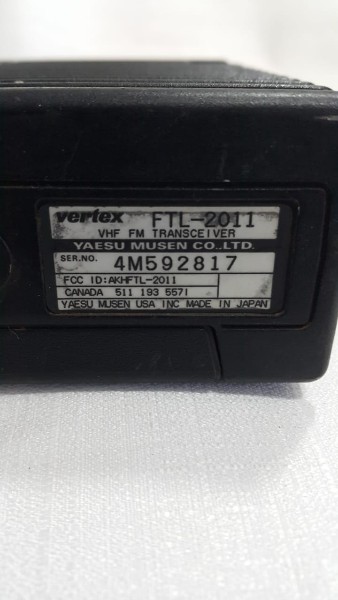 vertex FTL-2011
VHF FM TRANSCEIVER
YAESU MUSEN CO.,LTD.
SER.NO. 4M592817
FCC ID:AKHFTL-2011
CANADA 511 193 5571
YAESU MUSEN USA INC MADE IN JAPAN